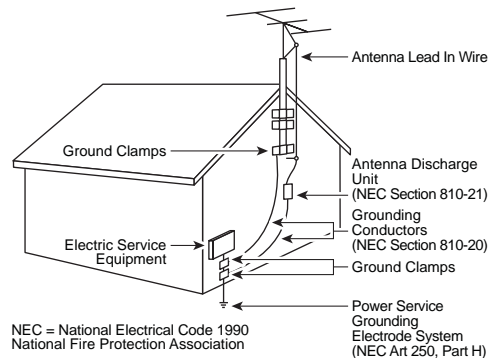 Antenna Lead In Wire
Ground Clamps
Antenna Discharge
Unit
(NEC Section 810-21)
Grounding
Conductors
(NEC Section 810-20)
Electric Service
Equipment
Ground Clamps
Power Service
Grounding
Electrode System
(NEC Art 250, Part H)
NEC = National Electrical Code 1990
National Fire Protection Association